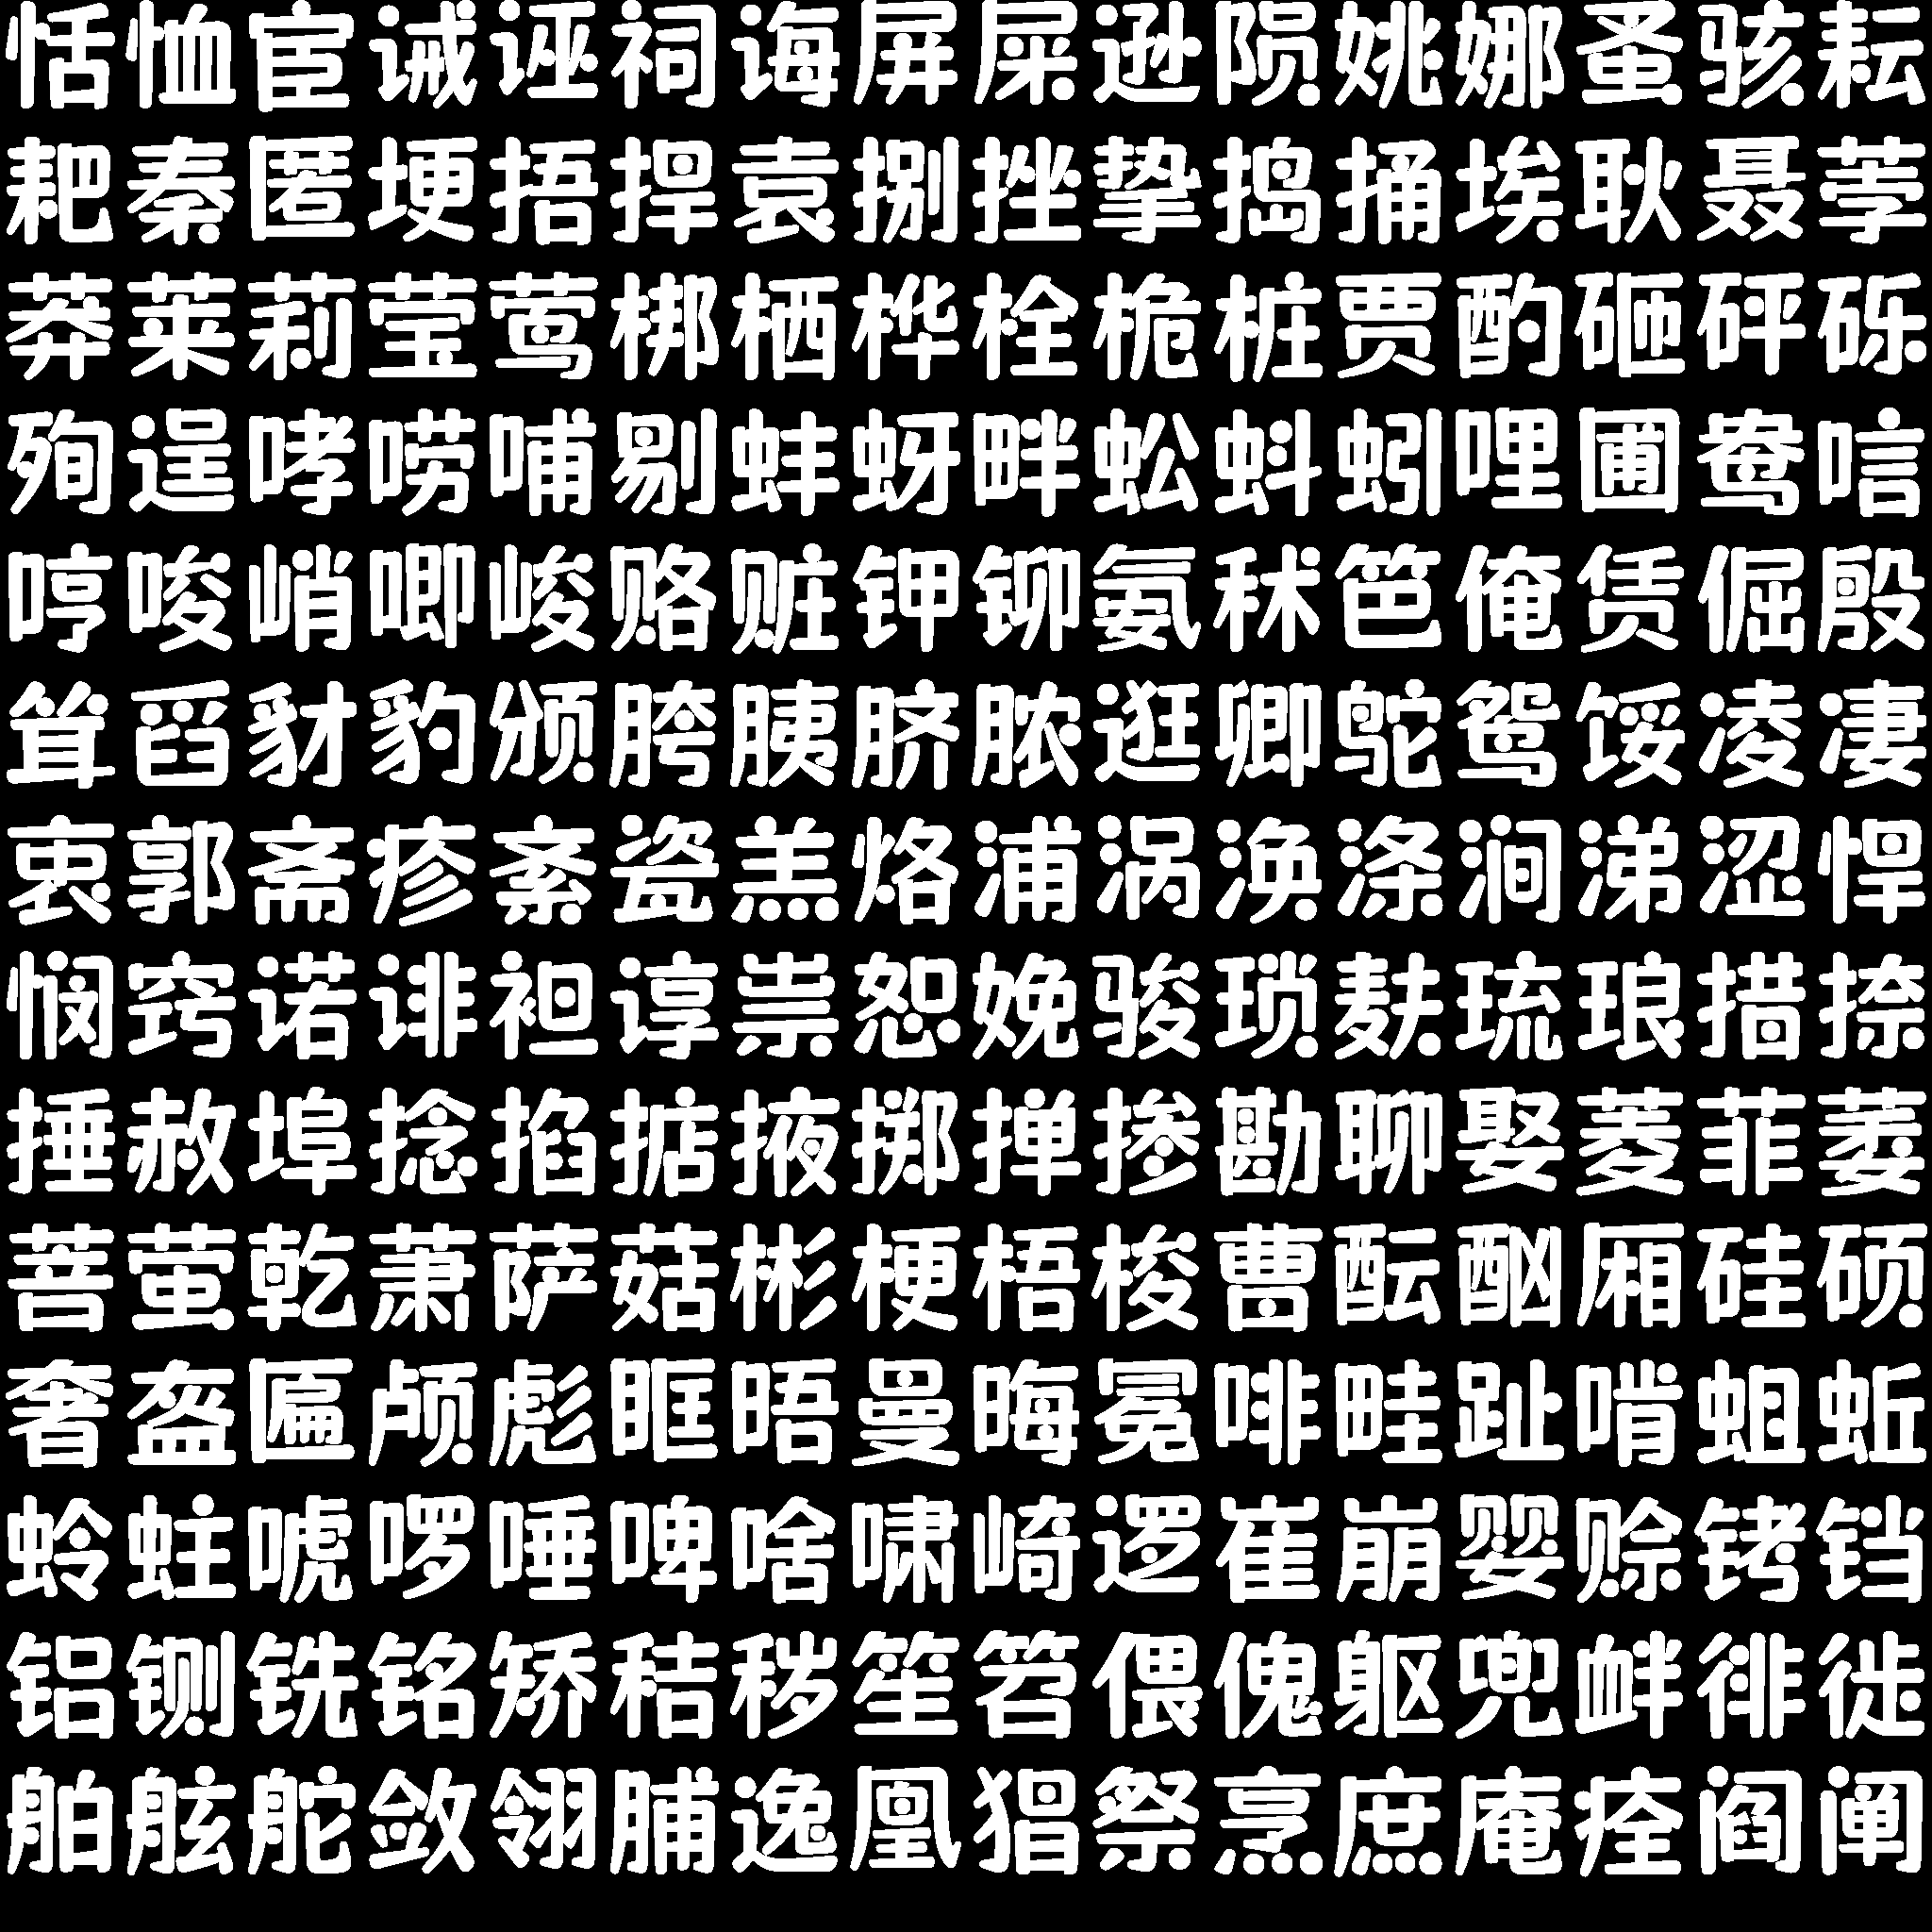 恬恤宦诫诬祠诲屏屎逊陨姚娜蚤骇耘
耙秦匿埂捂捍袁捌挫挚捣捅埃耿聂荸
莽莱莉莹莺梆栖桦栓桅桩贾酌砸砰砾
殉逞哮唠哺剔蚌蚜畔蚣蚪蚓哩圃鸯唁
哼唆峭唧峻赂赃钾铆氨秫笆俺赁倔殷
耸舀豺豹颁胯胰脐脓逛卿鸵鸳馁凌凄
衷郭斋疹紊瓷羔烙浦涡涣涤涧涕涩悍
悯窍诺诽袒谆祟恕娩骏琐麸琉琅措捺
捶赦埠捻掐掂掖掷掸掺勘聊娶菱菲萎
菩萤乾萧萨菇彬梗梧梭曹酝酗厢硅硕
奢盔匾颅彪眶晤曼晦冕啡畦趾啃蛆蚯
蛉蛀唬啰唾啤啥啸崎逻崔崩婴赊铐铛
铝铡铣铭矫秸秽笙笤偎傀躯兜衅徘徙
舶舷舵敛翎脯逸凰猖祭烹庶庵痊阎阐